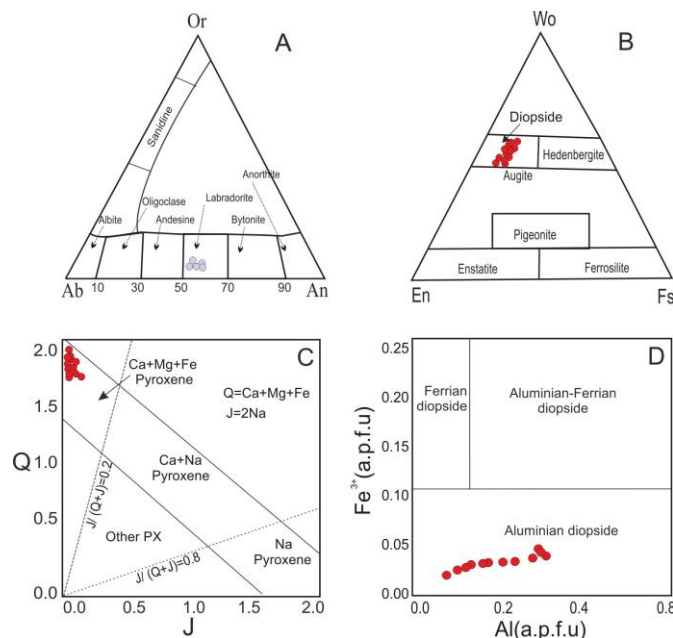 Or
A
Sanidine
Anorthite
Oligoclase
Labradorite
Albite
Andesine
Bytonite
Ab
10
30
50
70
90
An
Wo
B
Diopside
Hedenbergite
Augite
Pigeonite
Enstatite
Ferrosilite
En
Fs
C
2.0
1.5
1.0
0.5
0.0
Q
Ca+Mg+Fe
Pyroxene
Q=Ca+Mg+Fe
J=2Na
Ca+Na
Pyroxene
J/ (Q+J)=0.2
Other PX
J/ (Q+J)=0.8
Na
Pyroxene
0.0
0.5
1.0
1.5
2.0
J
D
0.25
0.20
0.15
0.10
0.05
0.00
Fe³⁺(a.p.f.u)
Ferrian
diopside
Aluminian-Ferrian
diopside
Aluminian diopside
0.0
0.2
0.4
0.8
Al(a.p.f.u)